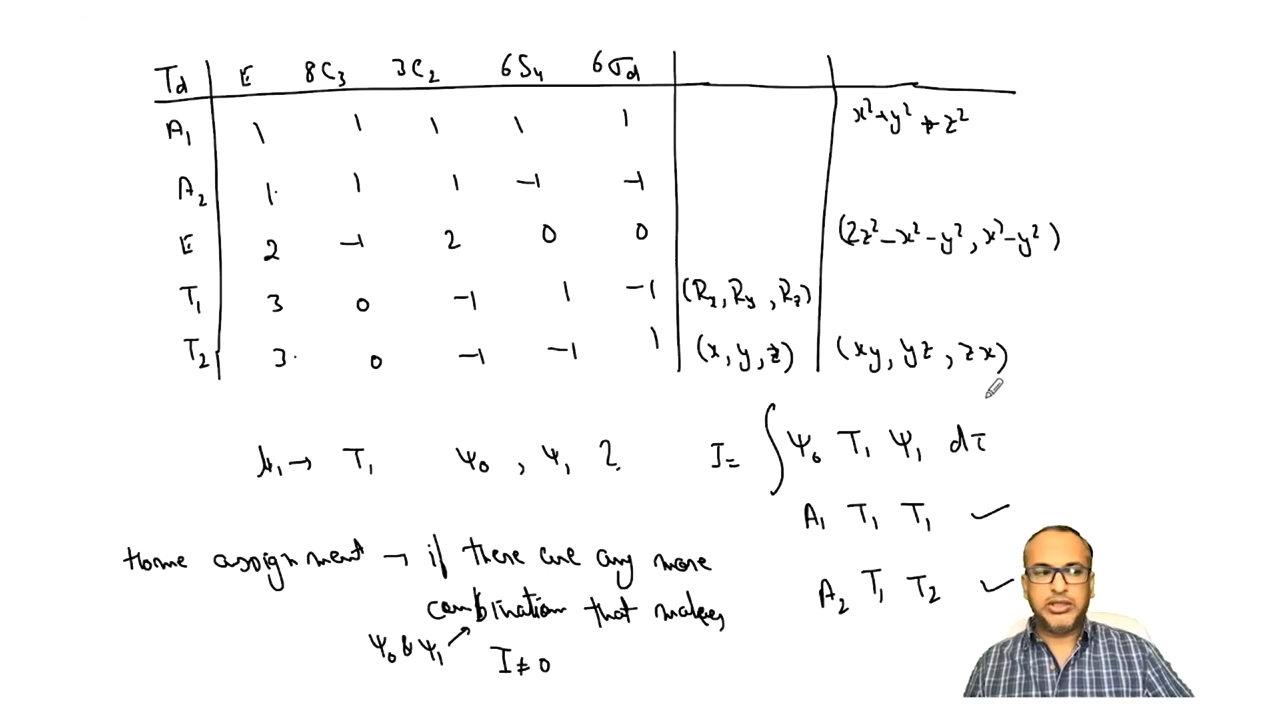 Td | E 8C₃ 3C₂ 6S₄ 6σd
A₁ 1 1 1 1 1 x²+y²+z²
A₂ 1 1 1 -1 -1
E 2 -1 2 0 0 (2z²-x²-y², x²-y²)
T₁ 3 0 -1 1 -1 (Rx, Ry, Rz)
T₂ 3 0 -1 -1 1 (x, y, z) (xy, yz, zx)
μ₁ → T₁ ψ₀, ψ₁ ? I = ∫ ψ₀ T₁ ψ₁ dτ
A₁ T₁ T₁ ✓
A₂ T₁ T₂ ✓
Home assignment → if there are any more
combination that makes
ψ₀ & ψ₁ ↗ I ≠ 0